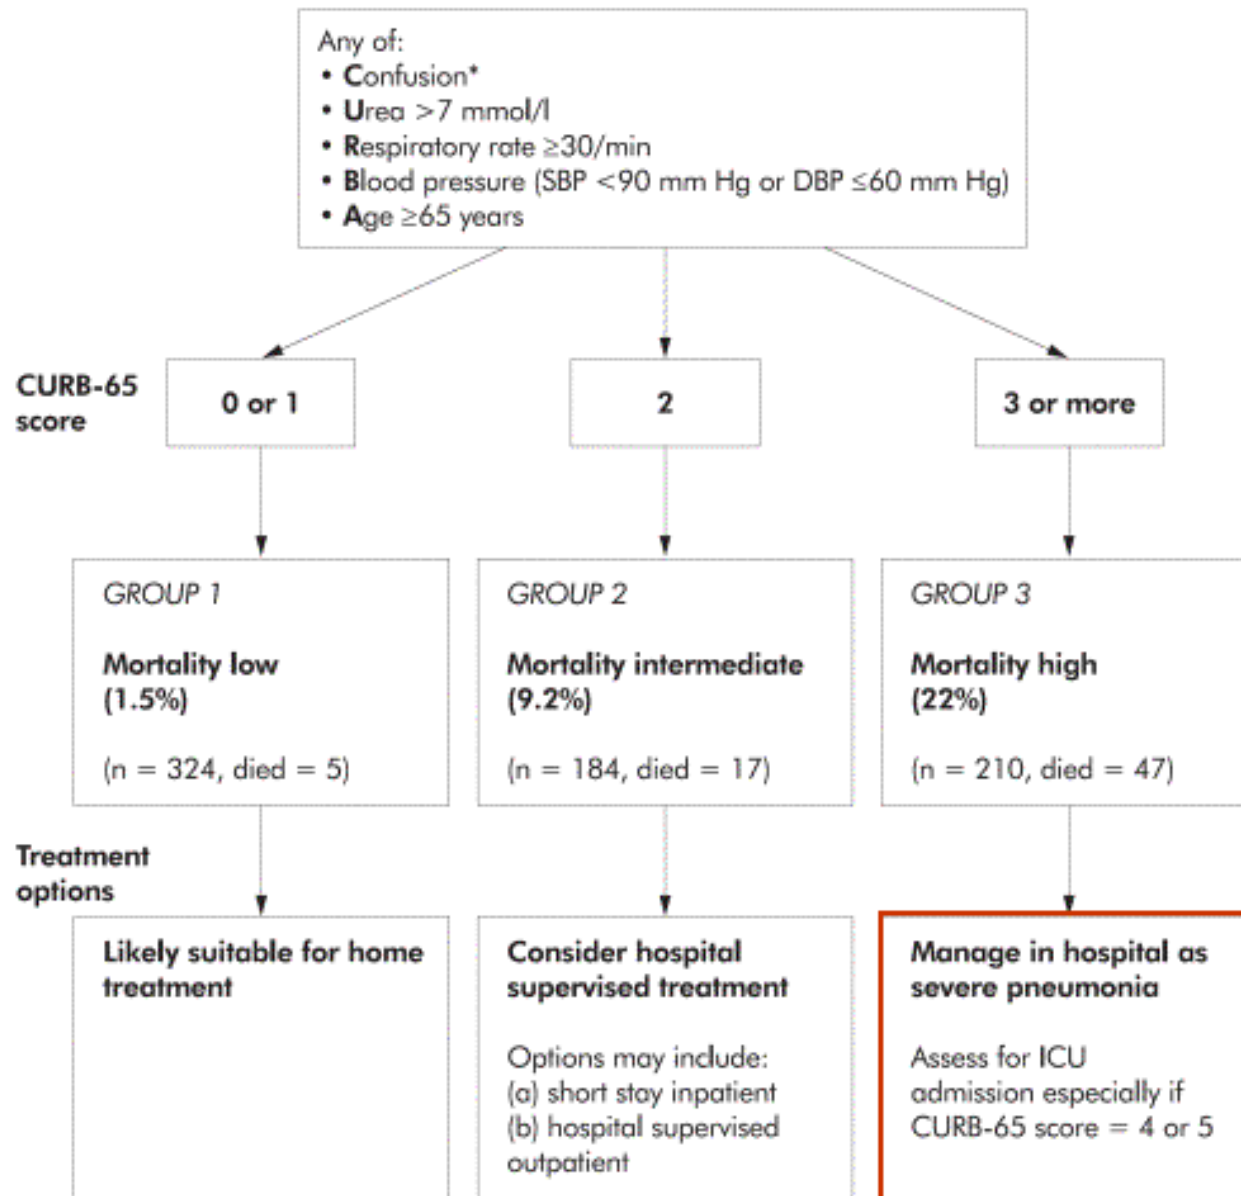 Any of:
• Confusion*
• Urea >7 mmol/l
• Respiratory rate ≥30/min
• Blood pressure (SBP <90 mm Hg or DBP ≤60 mm Hg)
• Age ≥65 years
CURB-65
score
0 or 1
2
3 or more
GROUP 1
Mortality low
(1.5%)
(n = 324, died = 5)
GROUP 2
Mortality intermediate
(9.2%)
(n = 184, died = 17)
GROUP 3
Mortality high
(22%)
(n = 210, died = 47)
Treatment
options
Likely suitable for home
treatment
Consider hospital
supervised treatment
Options may include:
(a) short stay inpatient
(b) hospital supervised
outpatient
Manage in hospital as
severe pneumonia
Assess for ICU
admission especially if
CURB-65 score = 4 or 5